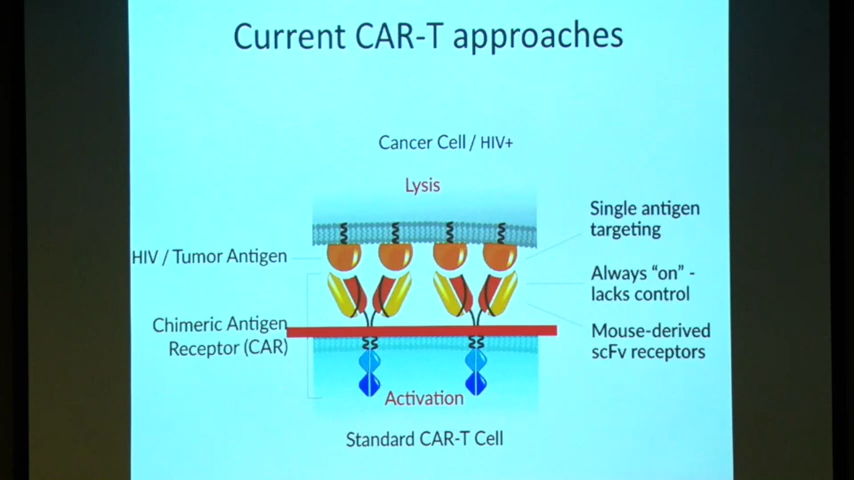 Current CAR-T approaches
Cancer Cell / HIV+
Lysis
Single antigen
targeting
HIV / Tumor Antigen
Always “on” -
lacks control
Chimeric Antigen
Receptor (CAR)
Mouse-derived
scFv receptors
Activation
Standard CAR-T Cell